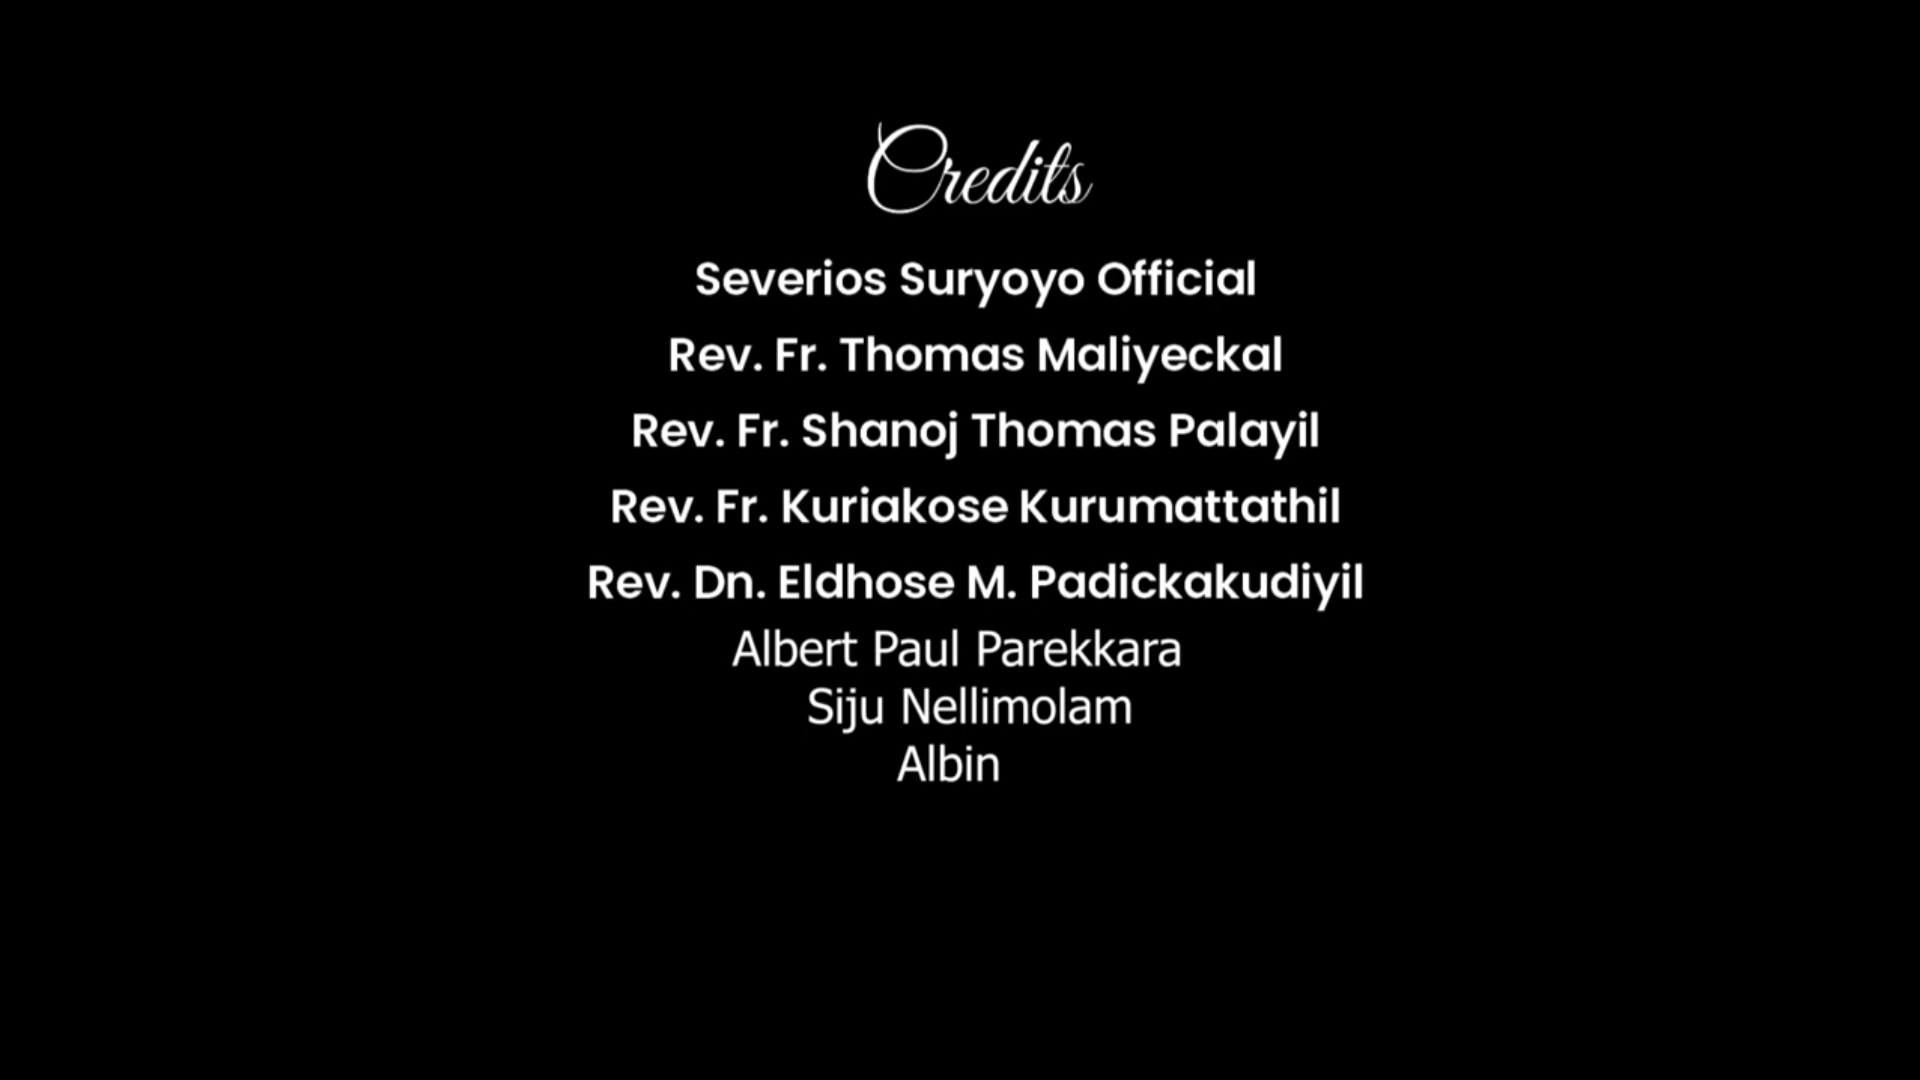 Credits
Severios Suryoyo Official
Rev. Fr. Thomas Maliyeckal
Rev. Fr. Shanoj Thomas Palayil
Rev. Fr. Kuriakose Kurumattathil
Rev. Dn. Eldhose M. Padickakudiyil
Albert Paul Parekkara
Siju Nellimolam
Albin